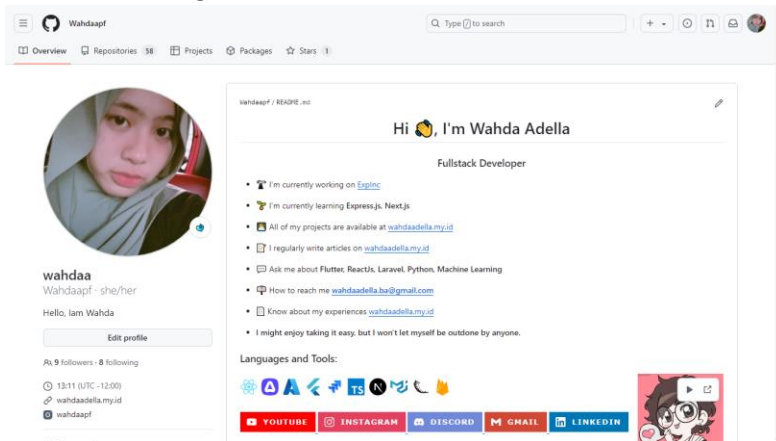 Wahdaapf
Type / to search
Overview Repositories 58 Projects Packages Stars 1
Wahdaapf / README.md
Hi 👋, I'm Wahda Adella
Fullstack Developer
I'm currently working on ExpInc
I'm currently learning Express.js, Next.js
All of my projects are available at wahdaadella.my.id
I regularly write articles on wahdaadella.my.id
Ask me about Flutter, ReactJs, Laravel, Python, Machine Learning
How to reach me wahdaadella.ba@gmail.com
Know about my experiences wahdaadella.my.id
I might enjoy taking it easy, but I won't let myself be outdone by anyone.
Languages and Tools:
TS N
YOUTUBE INSTAGRAM DISCORD GMAIL LINKEDIN
wahdaa
Wahdaapf · she/her
Hello, Iam Wahda
Edit profile
9 followers · 8 following
13:11 (UTC -12:00)
wahdaadella.my.id
wahdaapf